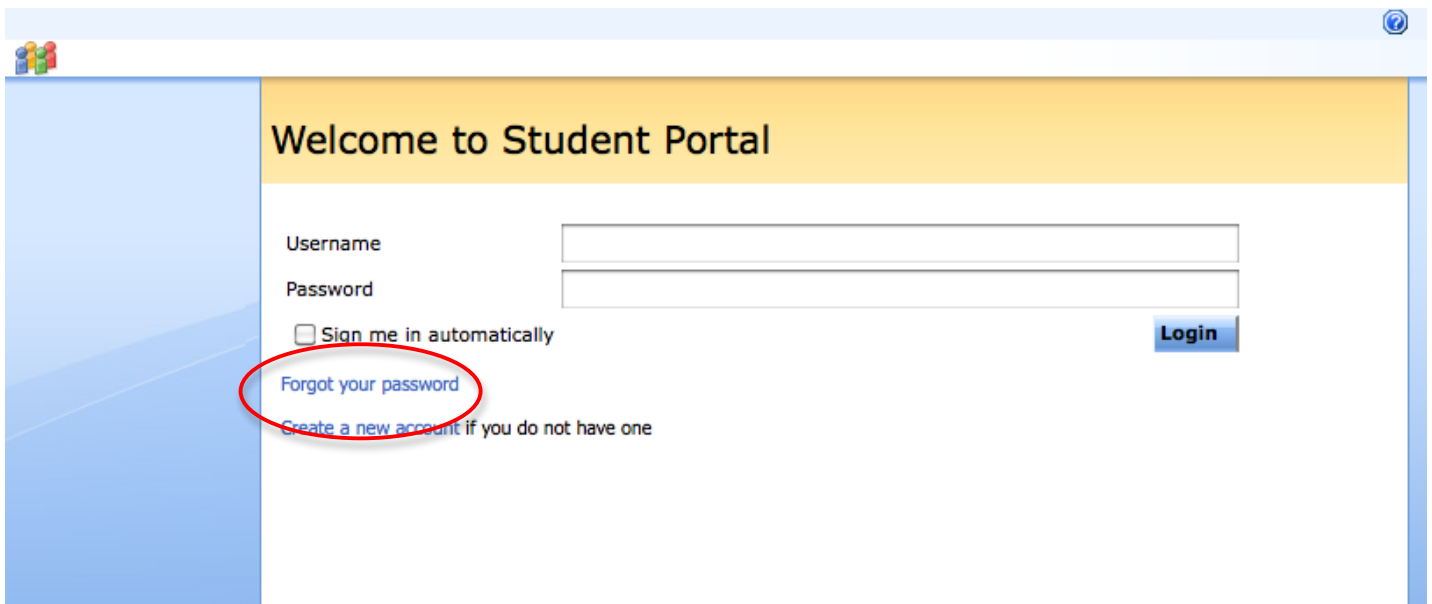 Welcome to Student Portal
Username
Password
Sign me in automatically
Login
Forgot your password
Create a new account if you do not have one